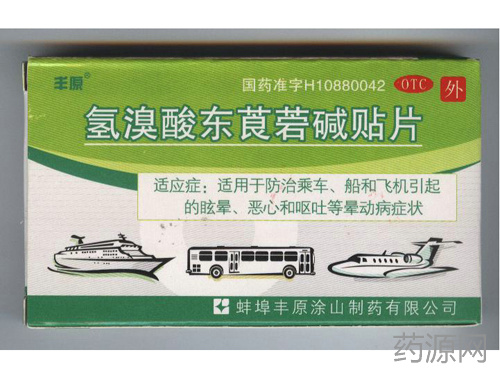 丰原®
国药准字H10880042 OTC 外
氢溴酸东莨菪碱贴片
适应症：适用于防治乘车、船和飞机引起
的眩晕、恶心和呕吐等晕动病症状
蚌埠丰原涂山制药有限公司
药源网